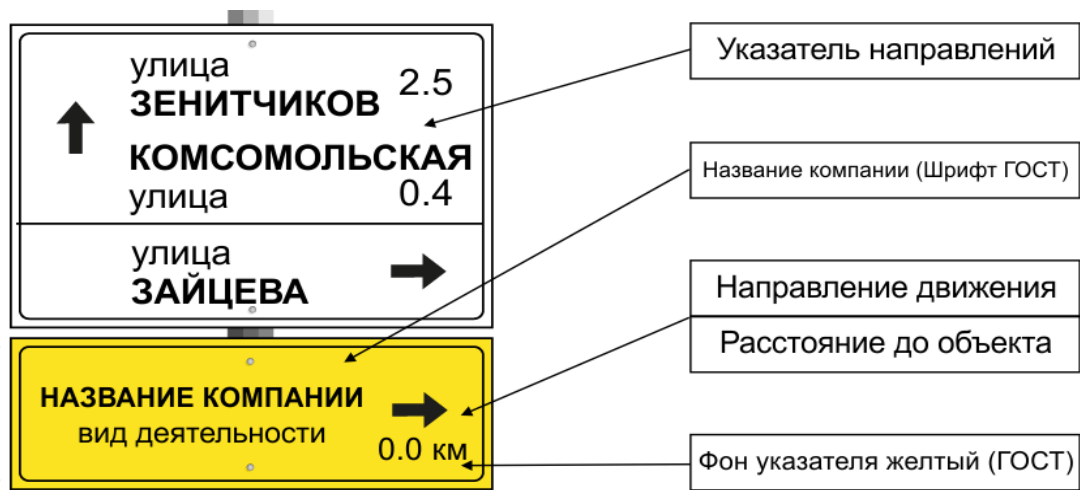 улица
ЗЕНИТЧИКОВ 2.5
КОМСОМОЛЬСКАЯ
улица 0.4
улица
ЗАЙЦЕВА
НАЗВАНИЕ КОМПАНИИ
вид деятельности
0.0 км
Указатель направлений
Название компании (Шрифт ГОСТ)
Направление движения
Расстояние до объекта
Фон указателя желтый (ГОСТ)